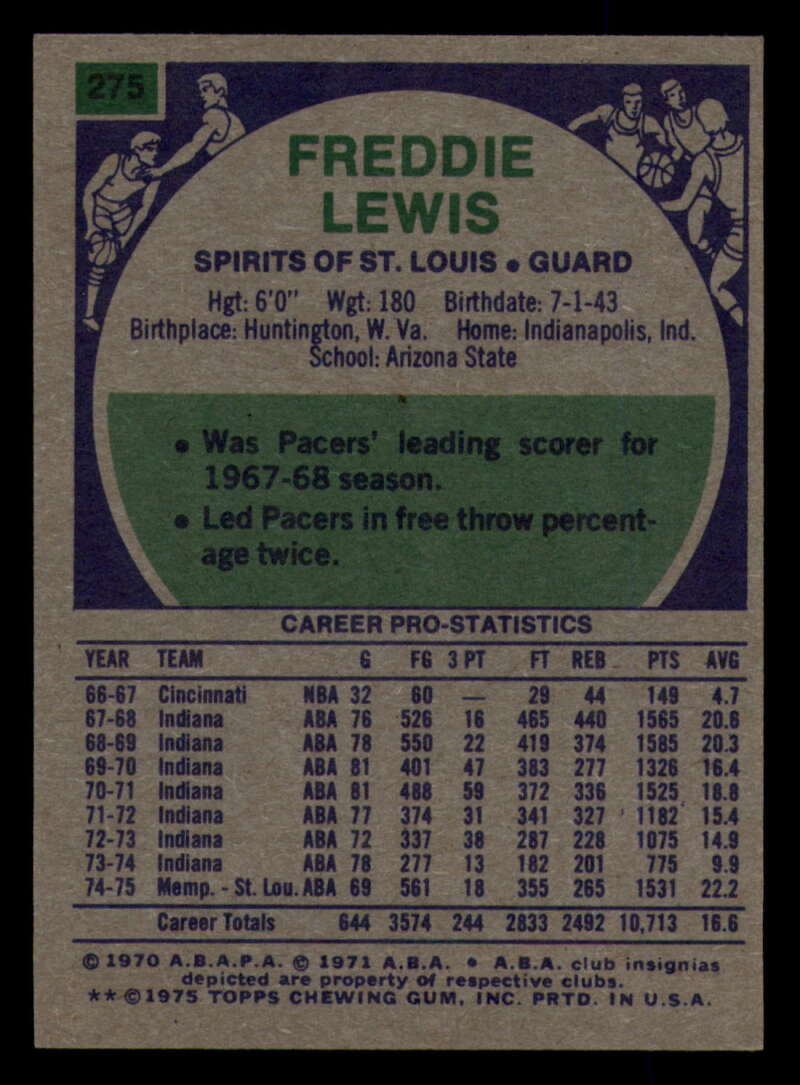 275
FREDDIE
LEWIS
SPIRITS OF ST. LOUIS • GUARD
Hgt: 6'0" Wgt: 180 Birthdate: 7-1-43
Birthplace: Huntington, W. Va. Home: Indianapolis, Ind.
School: Arizona State
• Was Pacers' leading scorer for
1967-68 season.
• Led Pacers in free throw percent-
age twice.
CAREER PRO-STATISTICS
YEAR TEAM G FG 3 PT FT REB PTS AVG
66-67 Cincinnati NBA 32 60 — 29 44 149 4.7
67-68 Indiana ABA 76 526 16 465 440 1565 20.6
68-69 Indiana ABA 78 550 22 419 374 1585 20.3
69-70 Indiana ABA 81 401 47 383 277 1326 16.4
70-71 Indiana ABA 81 488 59 372 336 1525 18.8
71-72 Indiana ABA 77 374 31 341 327 1182 15.4
72-73 Indiana ABA 72 337 38 287 228 1075 14.9
73-74 Indiana ABA 78 277 13 182 201 775 9.9
74-75 Memp. - St. Lou. ABA 69 561 18 355 265 1531 22.2
Career Totals 644 3574 244 2833 2492 10,713 16.6
© 1970 A.B.A.P.A. © 1971 A.B.A. • A.B.A. club insignias
depicted are property of respective clubs.
** © 1975 TOPPS CHEWING GUM, INC. PRTD. IN U.S.A.